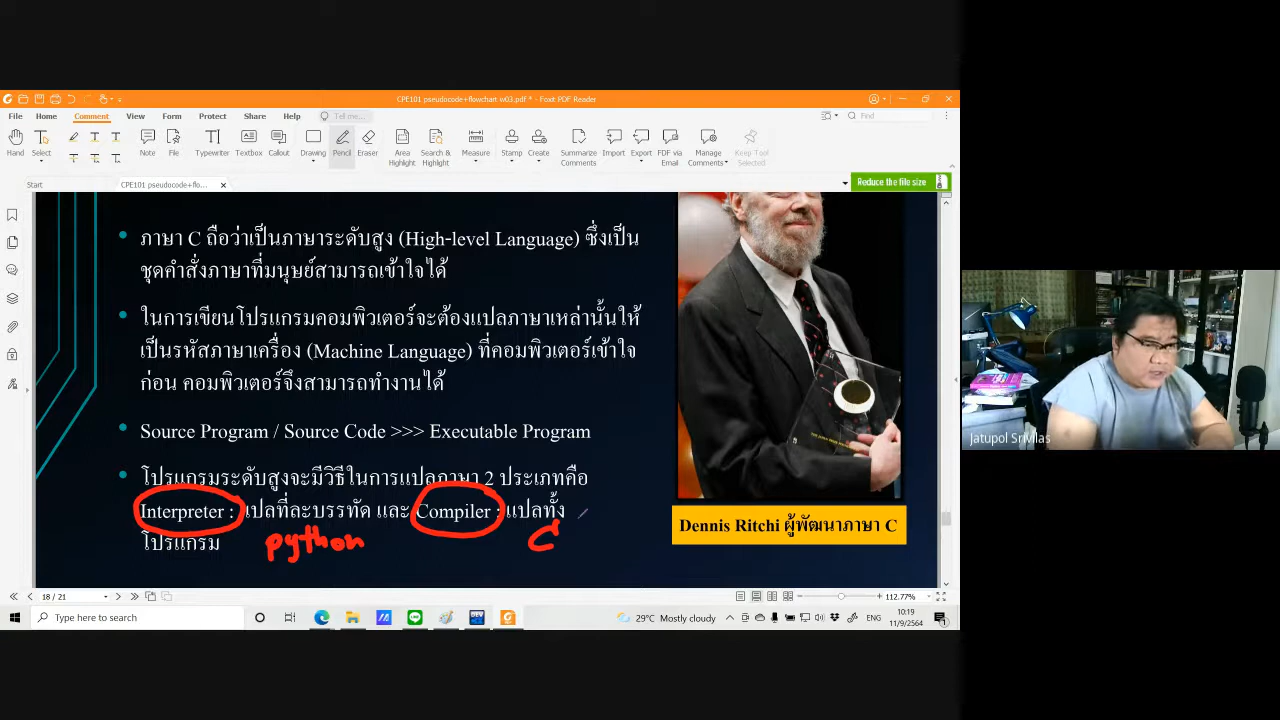 CPE101 pseudocode+flowchart w03.pdf * - Foxit PDF Reader
File Home Comment View Form Protect Share Help Tell me... Find
Hand Select Note File Typewriter Textbox Callout Drawing Pencil Eraser Area Highlight Search & Highlight Measure Stamp Create Summarize Comments Import Export FDF via Email Manage Comments Keep Tool Selected
Start CPE101 pseudocode+flo... Reduce the file size
ภาษา C ถือว่าเป็นภาษาระดับสูง (High-level Language) ซึ่งเป็น
ชุดคำสั่งภาษาที่มนุษย์สามารถเข้าใจได้
ในการเขียนโปรแกรมคอมพิวเตอร์จะต้องแปลภาษาเหล่านั้นให้
เป็นรหัสภาษาเครื่อง (Machine Language) ที่คอมพิวเตอร์เข้าใจ
ก่อน คอมพิวเตอร์จึงสามารถทำงานได้
Source Program / Source Code >>> Executable Program
โปรแกรมระดับสูงจะมีวิธีในการแปลภาษา 2 ประเภทคือ
Interpreter : แปลที่ละบรรทัด และ Compiler : แปลทั้ง
โปรแกรม
python C
Dennis Ritchi ผู้พัฒนาภาษา C
Jatupol Srivilas
18 / 21 112.77%
Type here to search 29°C Mostly cloudy ENG 10:19
11/9/2564